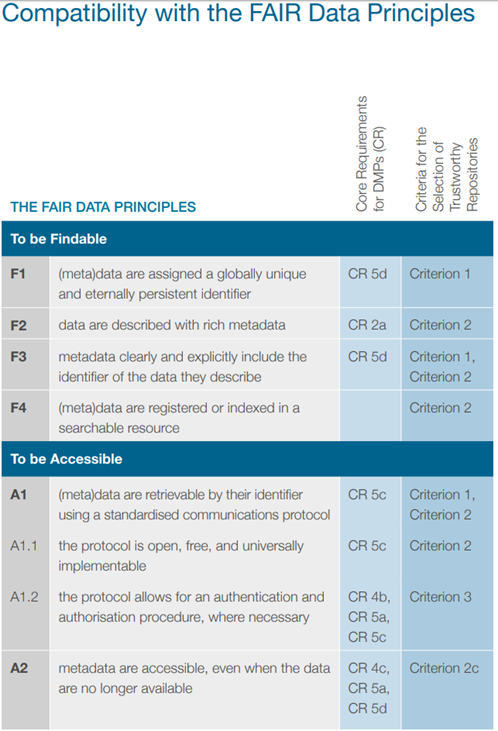 Compatibility with the FAIR Data Principles
THE FAIR DATA PRINCIPLES
Core Requirements
for DMPs (CR)
Criteria for the
Selection of
Trustworthy
Repositories
To be Findable
F1 (meta)data are assigned a globally unique CR 5d Criterion 1
and eternally persistent identifier
F2 data are described with rich metadata CR 2a Criterion 2
F3 metadata clearly and explicitly include the CR 5d Criterion 1,
identifier of the data they describe Criterion 2
F4 (meta)data are registered or indexed in a Criterion 2
searchable resource
To be Accessible
A1 (meta)data are retrievable by their identifier CR 5c Criterion 1,
using a standardised communications protocol Criterion 2
A1.1 the protocol is open, free, and universally CR 5c Criterion 2
implementable
A1.2 the protocol allows for an authentication and CR 4b, Criterion 3
authorisation procedure, where necessary CR 5a,
CR 5c
A2 metadata are accessible, even when the data CR 4c, Criterion 2c
are no longer available CR 5a,
CR 5d